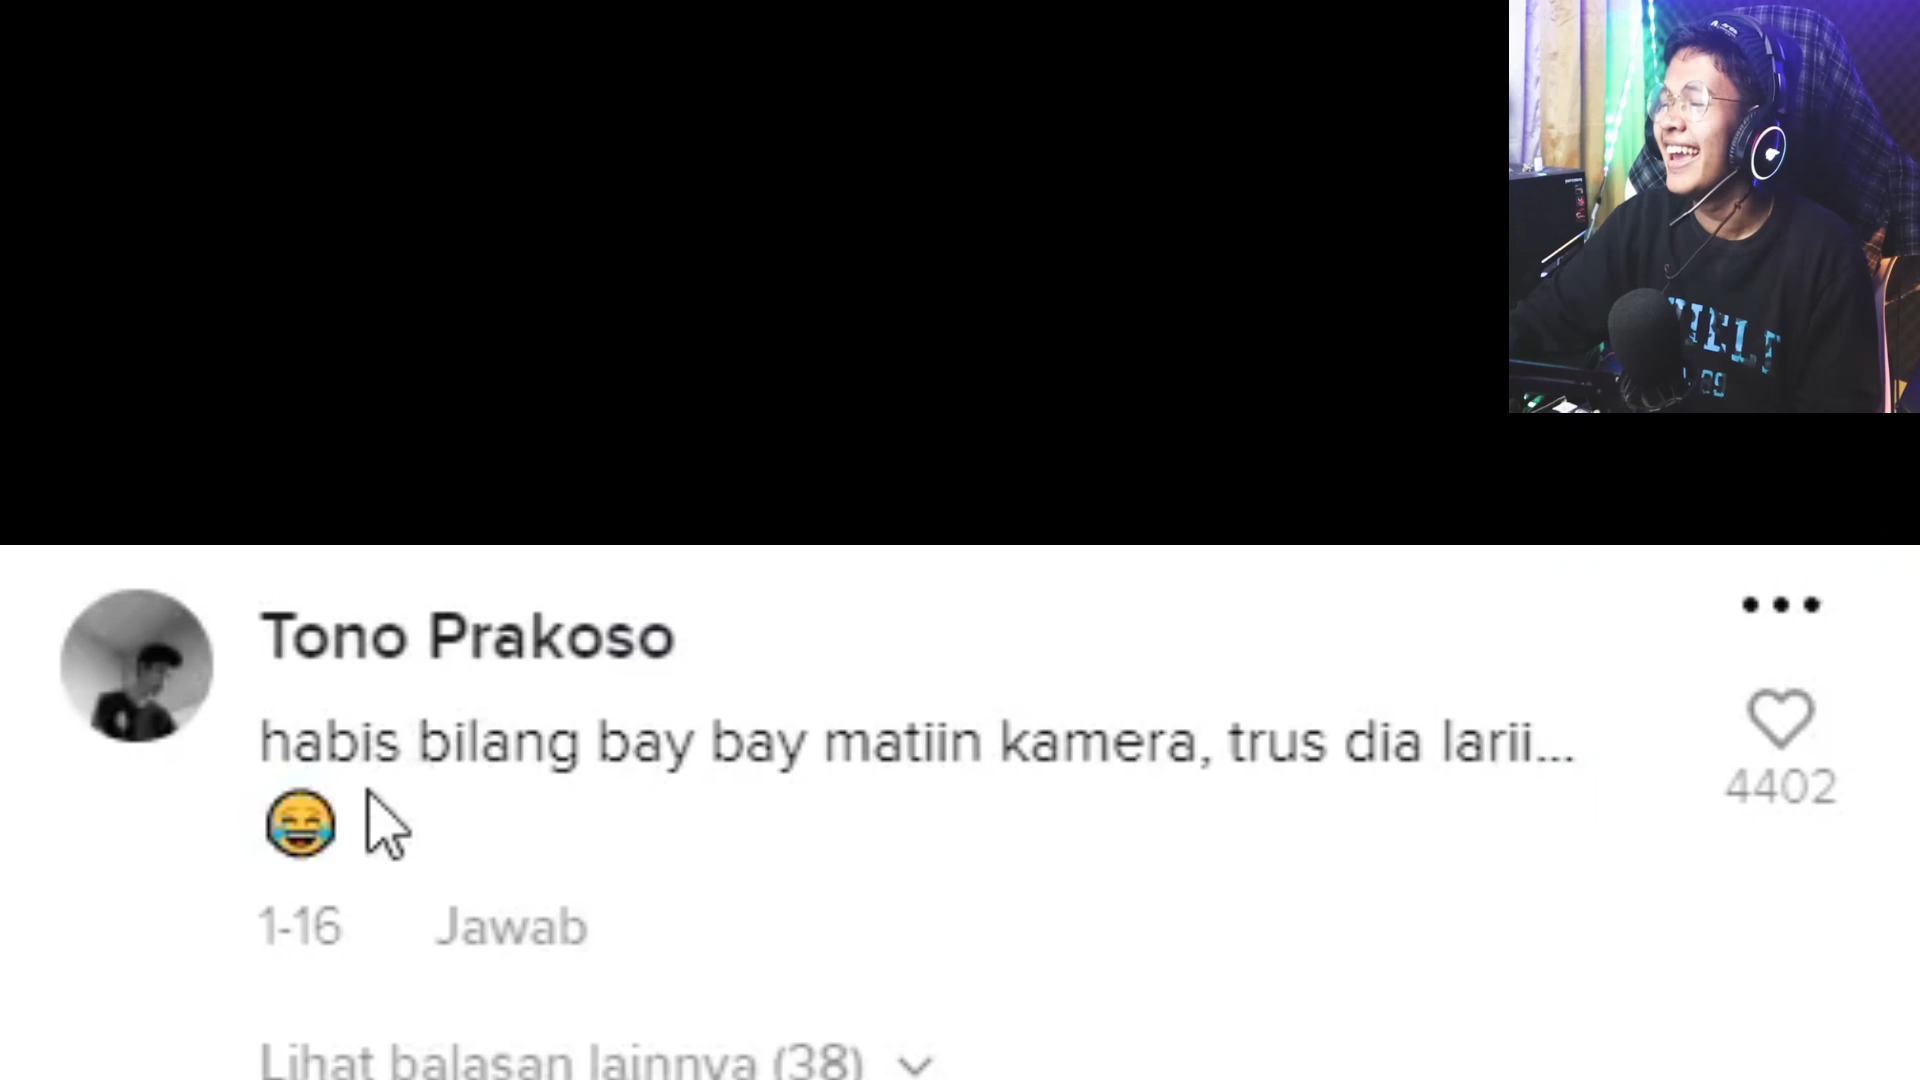 Tono Prakoso
habis bilang bay bay matiin kamera, trus dia larii...
😂
4402
1-16 Jawab
Lihat balasan lainnya (38)